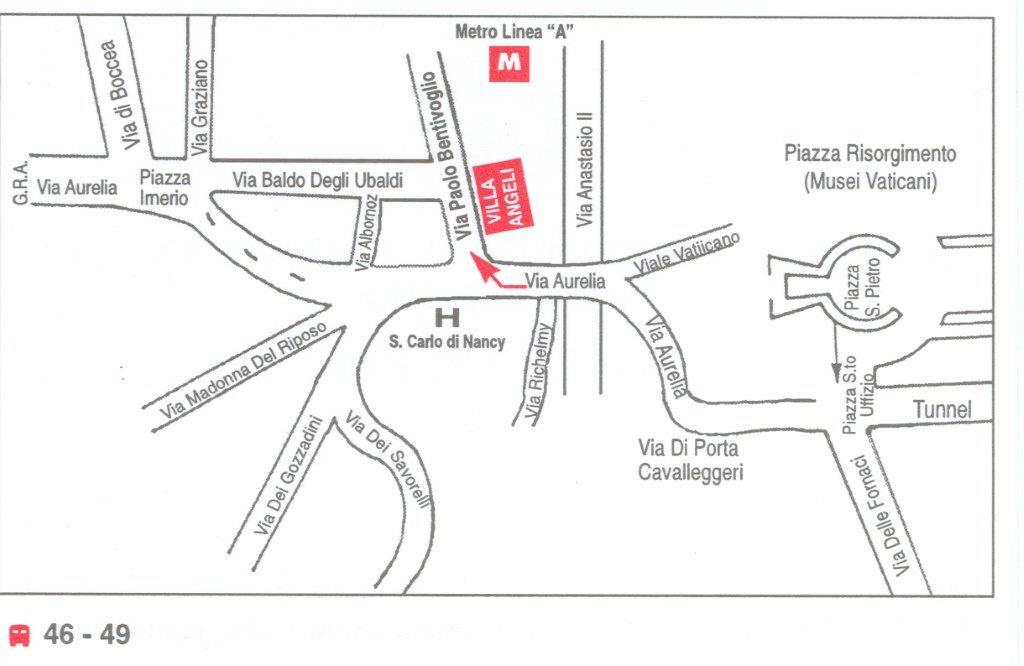 Metro Linea "A"
M
Via di Boccea
Via Graziano
Via Paolo Bentivoglio
Via Anastasio II
G.R.A.
Via Aurelia
Piazza
Imerio
Via Baldo Degli Ubaldi
Via Albornoz
VILLA
ANGELI
Piazza Risorgimento
(Musei Vaticani)
Viale Vatiicano
Via Aurelia
Piazza
S. Pietro
H
S. Carlo di Nancy
Via Richelmy
Via Aurelia
Via Madonna Del Riposo
Via Dei Gozzadini
Via Dei Savorelli
Via Di Porta
Cavalleggeri
Piazza S.to
Uffizio
Tunnel
Via Delle Fornaci
46 - 49